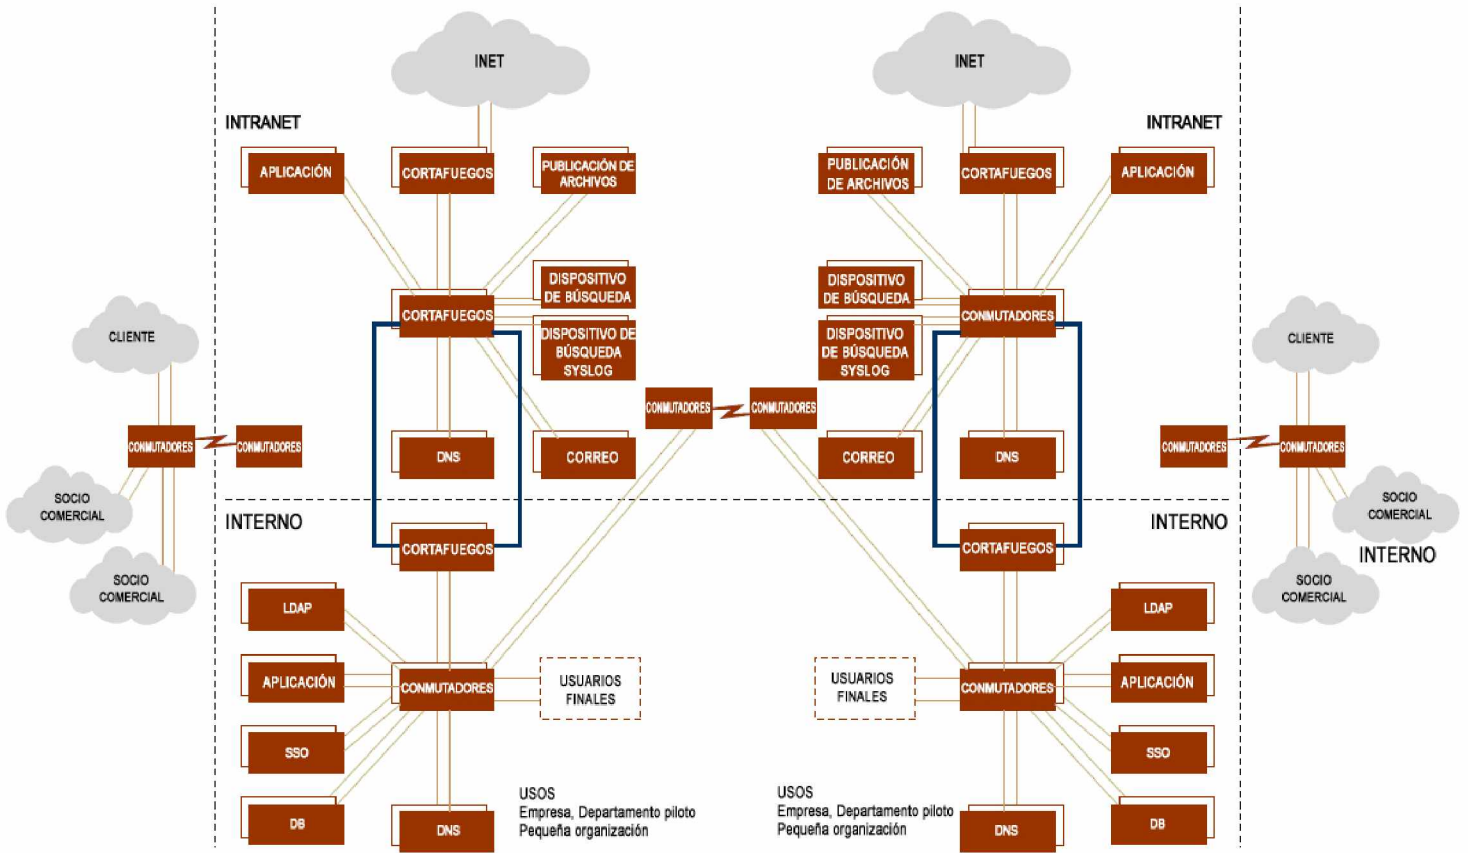 INET
INET
INTRANET
INTRANET
APLICACIÓN
CORTAFUEGOS
PUBLICACIÓN DE
ARCHIVOS
PUBLICACIÓN
DE ARCHIVOS
CORTAFUEGOS
APLICACIÓN
DISPOSITIVO
DE BÚSQUEDA
DISPOSITIVO
DE BÚSQUEDA
CORTAFUEGOS
CONMUTADORES
DISPOSITIVO DE
BÚSQUEDA
SYSLOG
DISPOSITIVO
DE BÚSQUEDA
SYSLOG
CLIENTE
CLIENTE
CONMUTADORES
CONMUTADORES
CONMUTADORES
CONMUTADORES
CONMUTADORES
CONMUTADORES
DNS
CORREO
CORREO
DNS
SOCIO
COMERCIAL
SOCIO
COMERCIAL
INTERNO
INTERNO
INTERNO
CORTAFUEGOS
CORTAFUEGOS
SOCIO
COMERCIAL
SOCIO
COMERCIAL
LDAP
LDAP
APLICACIÓN
CONMUTADORES
USUARIOS
FINALES
USUARIOS
FINALES
CONMUTADORES
APLICACIÓN
SSO
SSO
USOS
Empresa, Departamento piloto
Pequeña organización
USOS
Empresa, Departamento piloto
Pequeña organización
DB
DNS
DNS
DB